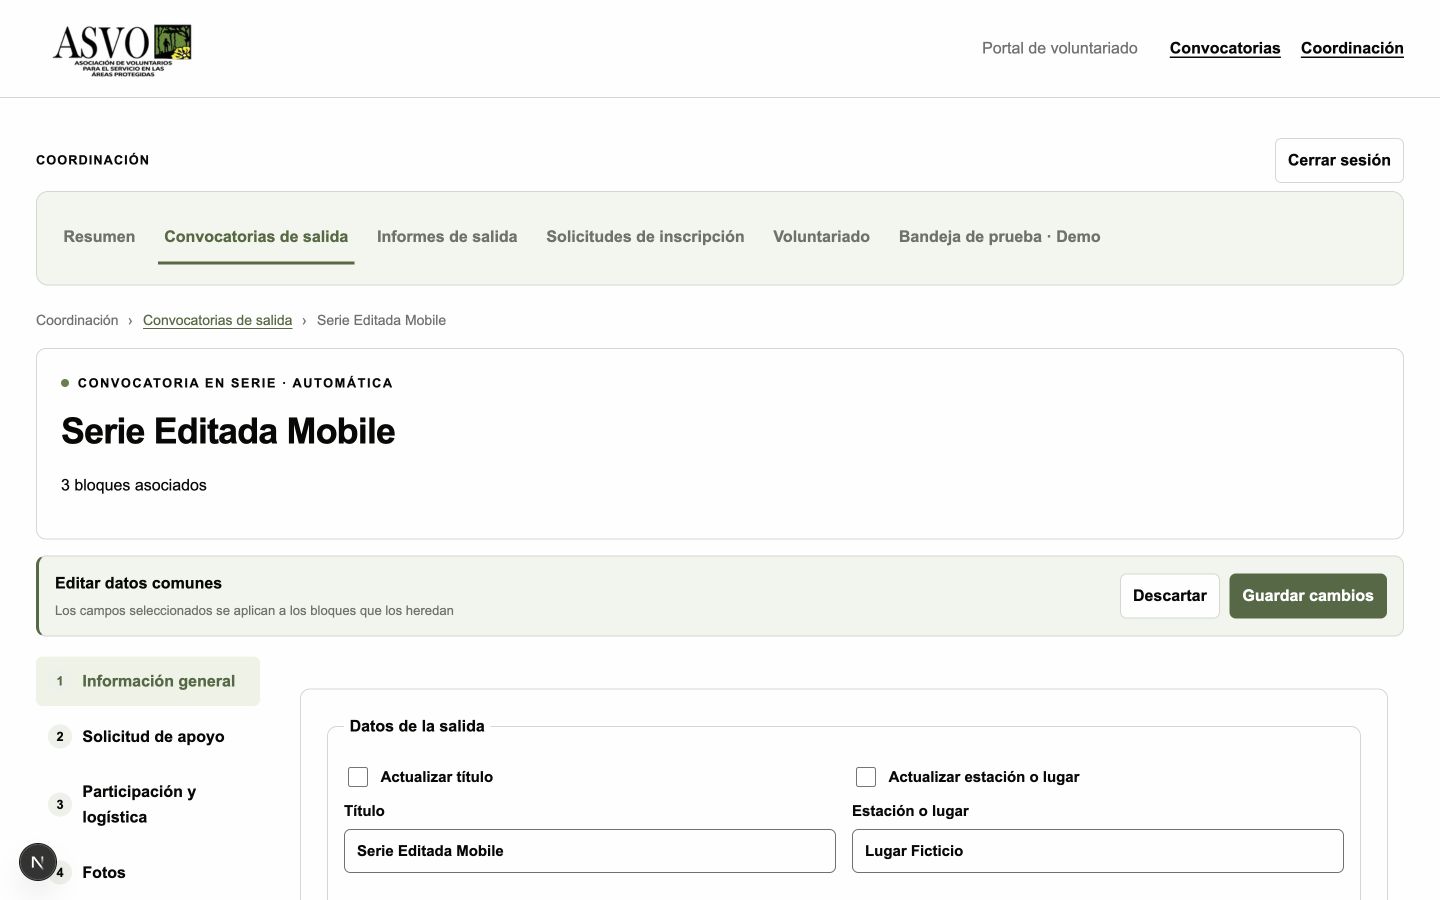 ASVO
ASOCIACIÓN DE VOLUNTARIOS
PARA EL SERVICIO EN LAS
ÁREAS PROTEGIDAS
Portal de voluntariado
Convocatorias
Coordinación
COORDINACIÓN
Cerrar sesión
Resumen
Convocatorias de salida
Informes de salida
Solicitudes de inscripción
Voluntariado
Bandeja de prueba · Demo
Coordinación › Convocatorias de salida › Serie Editada Mobile
CONVOCATORIA EN SERIE · AUTOMÁTICA
Serie Editada Mobile
3 bloques asociados
Editar datos comunes
Los campos seleccionados se aplican a los bloques que los heredan
Descartar
Guardar cambios
1 Información general
2 Solicitud de apoyo
3 Participación y
logística
4 Fotos
N
Datos de la salida
Actualizar título
Título
Serie Editada Mobile
Actualizar estación o lugar
Estación o lugar
Lugar Ficticio